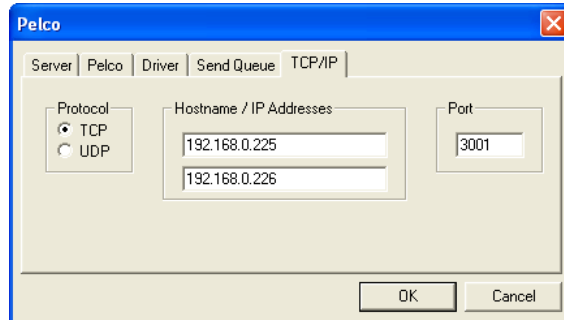 Pelco
Server Pelco Driver Send Queue TCP/IP
Protocol
TCP
UDP
Hostname / IP Addresses
192.168.0.225
192.168.0.226
Port
3001
OK Cancel